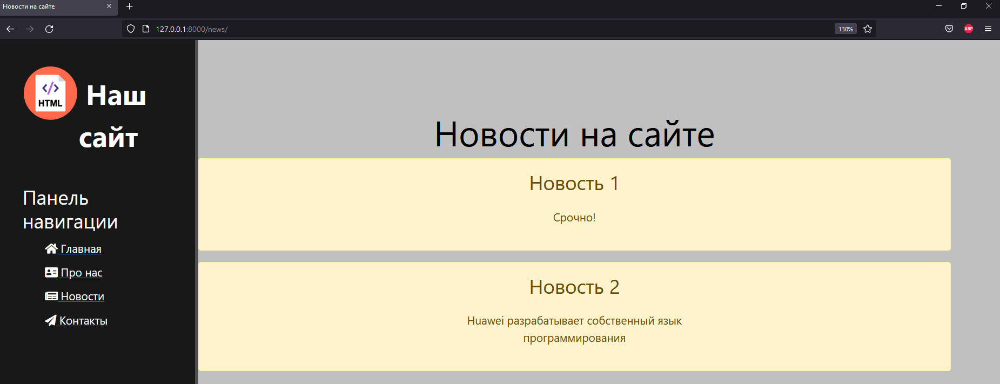 Новости на сайте
127.0.0.1:8000/news/
130%
ABP
HTML
Наш
сайт
Панель
навигации
Главная
Про нас
Новости
Контакты
Новости на сайте
Новость 1
Срочно!
Новость 2
Huawei разрабатывает собственный язык
программирования